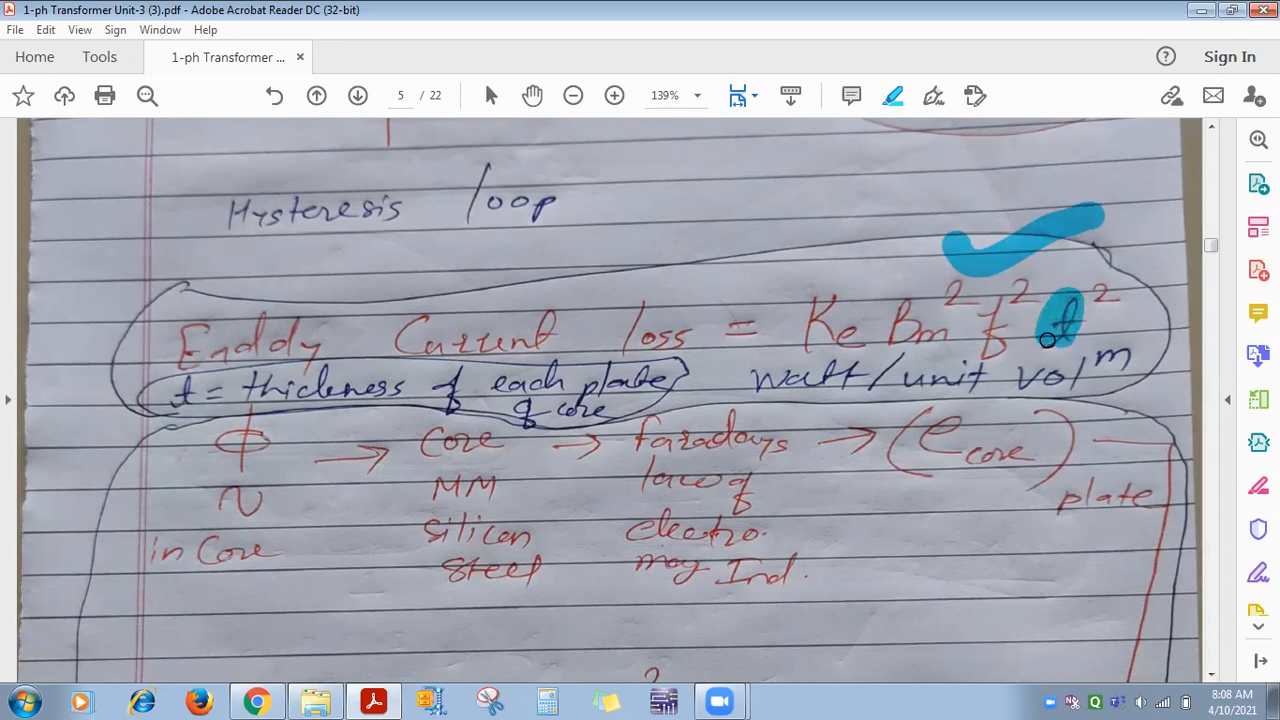 1-ph Transformer Unit-3 (3).pdf - Adobe Acrobat Reader DC (32-bit)
File Edit View Sign Window Help
Home Tools 1-ph Transformer ... × ? Sign In
5 / 22 139%
Hysteresis loop
Eaddy Current loss = Ke Bm² f² t²
t = thickness of each plate watt/unit volm
of core
ϕ → Core → faradays → (e core) — plate
~ MM law of
in Core silicon electro.
steel mag Ind.
2
8:08 AM
4/10/2021